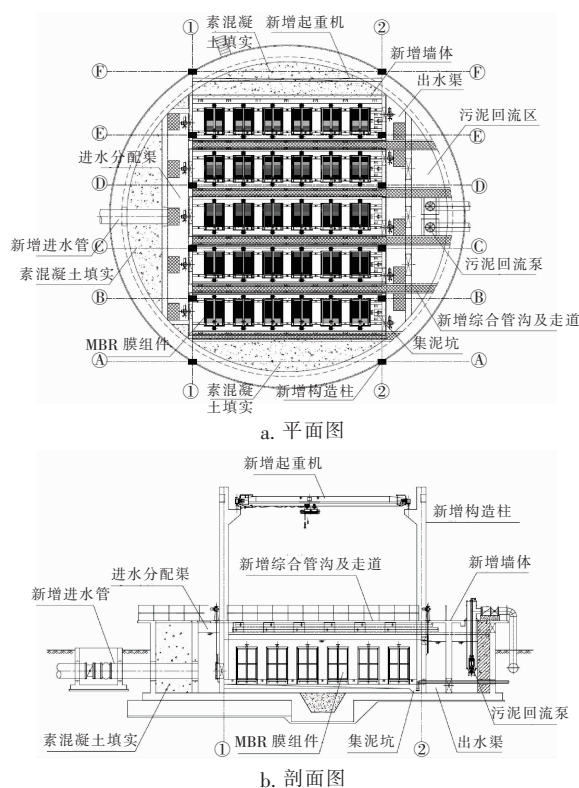 素混凝
土填实
新增起重机
①
②
新增墙体
Ⓕ
Ⓕ
出水渠
污泥回流区
Ⓔ
Ⓔ
进水分配渠
Ⓓ
Ⓓ
新增进水管
Ⓒ
Ⓒ
素混凝土填实
污泥回流泵
Ⓑ
Ⓑ
新增综合管沟及走道
MBR 膜组件
集泥坑
Ⓐ
Ⓐ
①
素混凝
土填实
新增构造柱
②
a. 平面图
新增起重机
新增构造柱
进水分配渠
新增综合管沟及走道
新增墙体
新增进水管
素混凝土填实
①
MBR 膜组件
集泥坑
②
出水渠
污泥回流泵
b. 剖面图